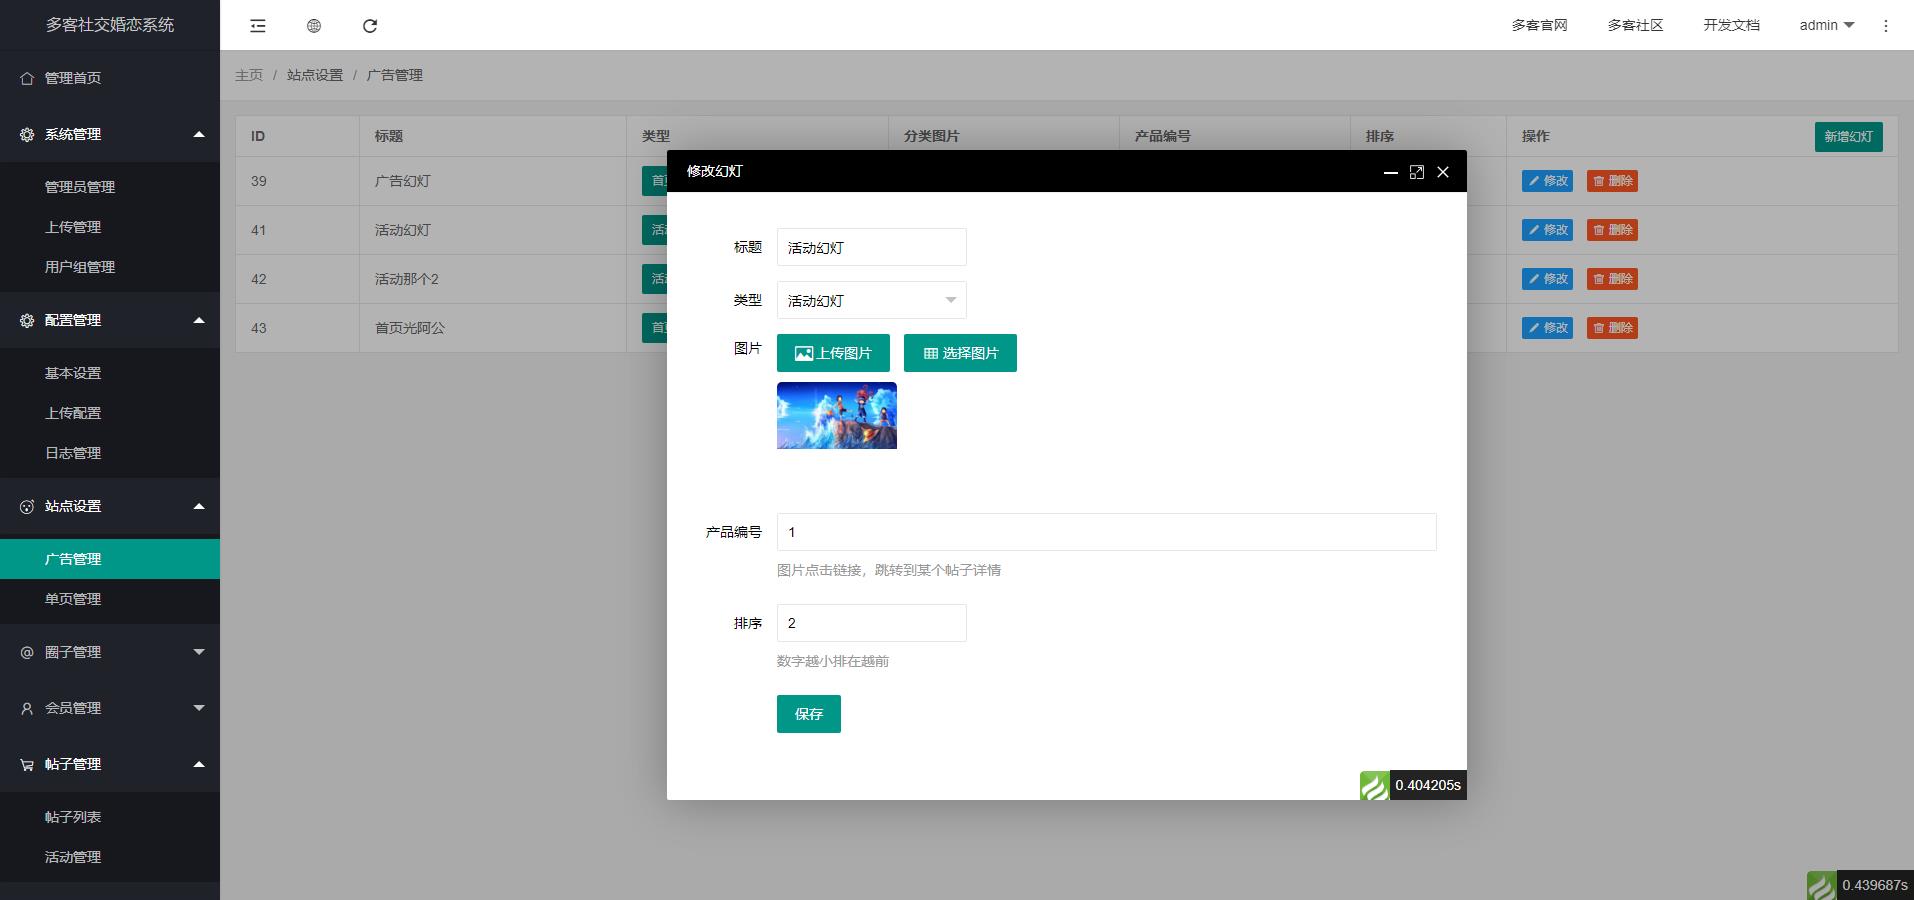 多客社交婚恋系统
多客官网 多客社区 开发文档 admin
管理首页
系统管理
管理员管理
上传管理
用户组管理
配置管理
基本设置
上传配置
日志管理
站点设置
广告管理
单页管理
圈子管理
会员管理
帖子管理
帖子列表
活动管理
主页 / 站点设置 / 广告管理
ID 标题 类型 分类图片 产品编号 排序 操作 新增幻灯
39 广告幻灯 修改 删除
41 活动幻灯 修改 删除
42 活动那个2 修改 删除
43 首页光阿公 修改 删除
修改幻灯
标题 活动幻灯
类型 活动幻灯
图片 上传图片 选择图片
产品编号 1
图片点击链接，跳转到某个帖子详情
排序 2
数字越小排在越前
保存
0.404205s
0.439687s